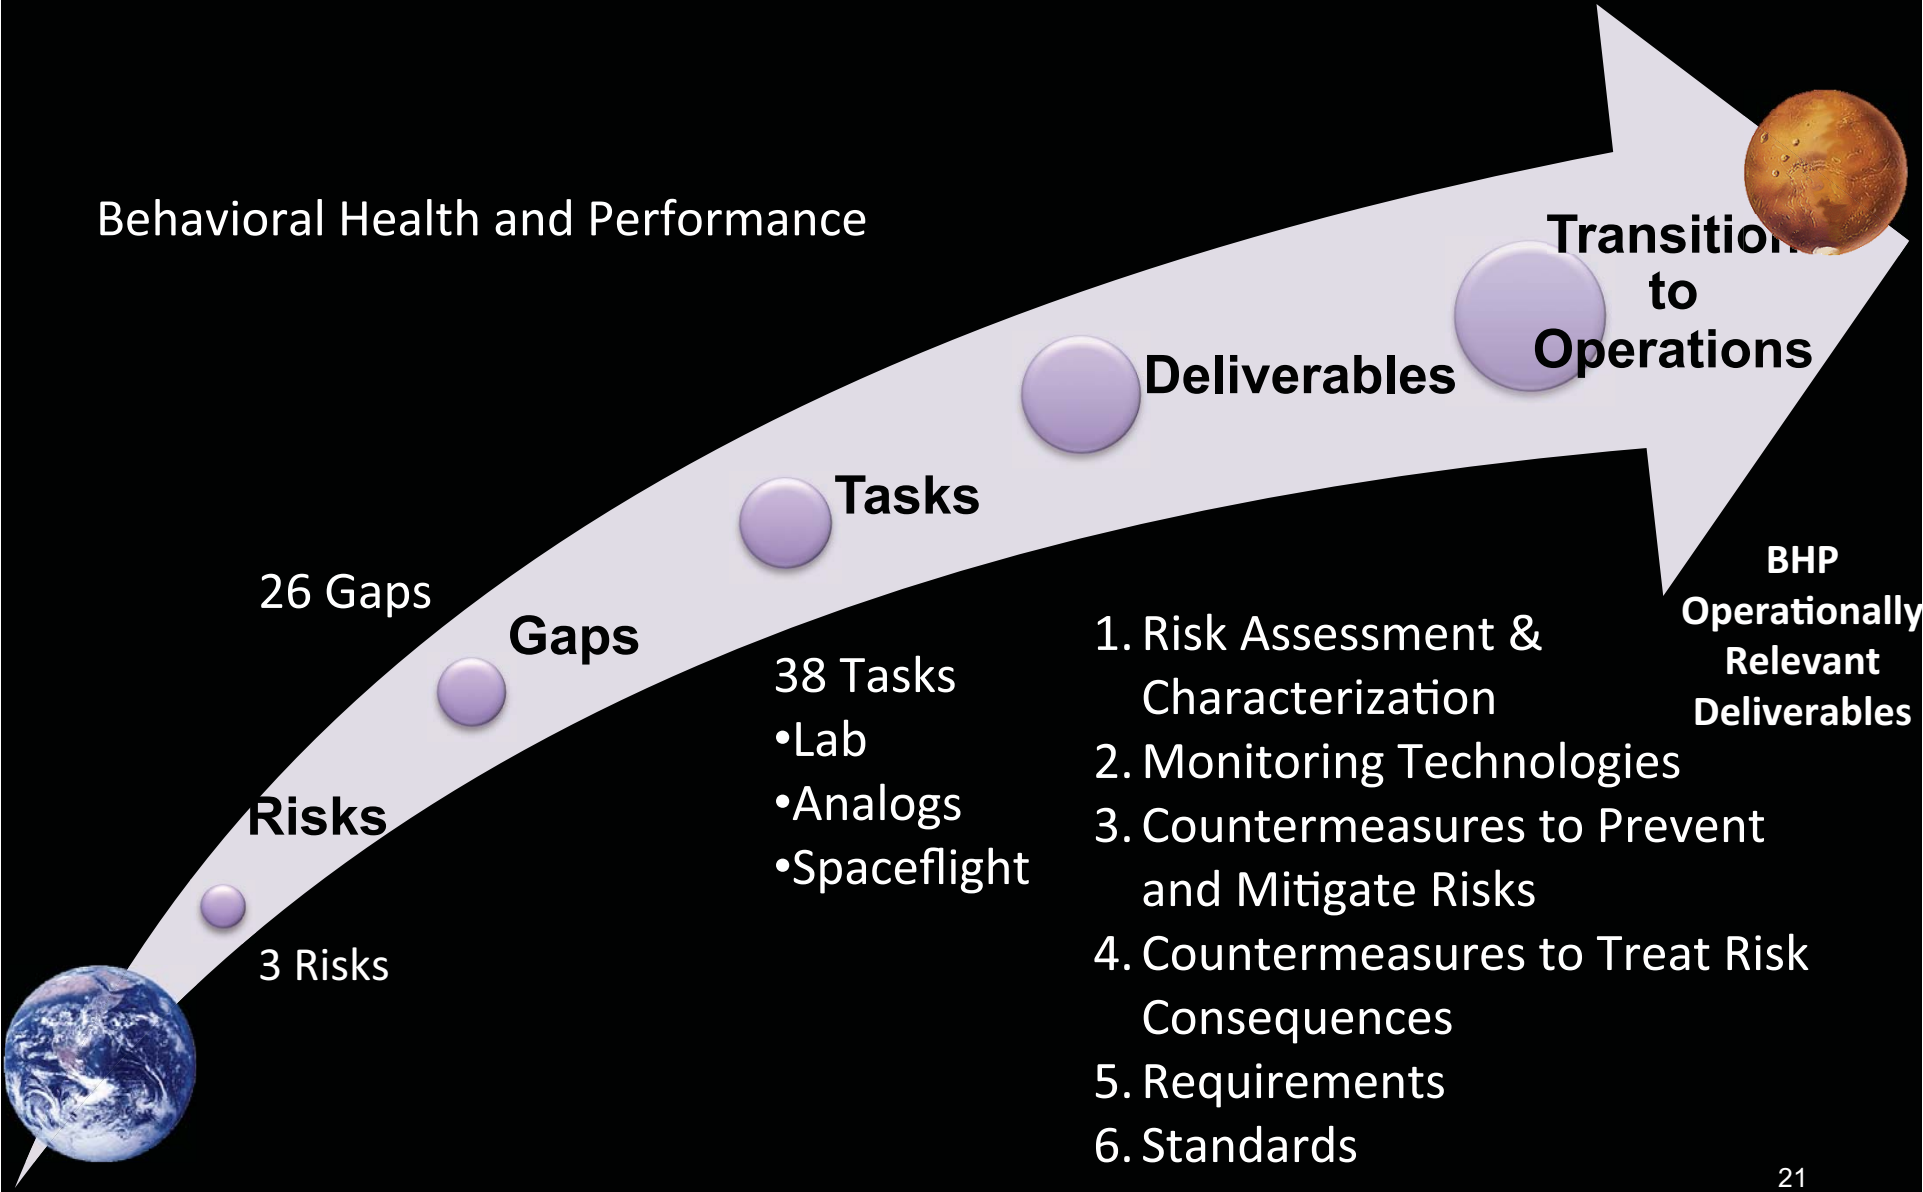 Behavioral Health and Performance
Transition
to
Operations
Deliverables
Tasks
Gaps
Risks
26 Gaps
3 Risks
38 Tasks
•Lab
•Analogs
•Spaceflight
1. Risk Assessment &
Characterization
2. Monitoring Technologies
3. Countermeasures to Prevent
and Mitigate Risks
4. Countermeasures to Treat Risk
Consequences
5. Requirements
6. Standards
BHP
Operationally
Relevant
Deliverables
21